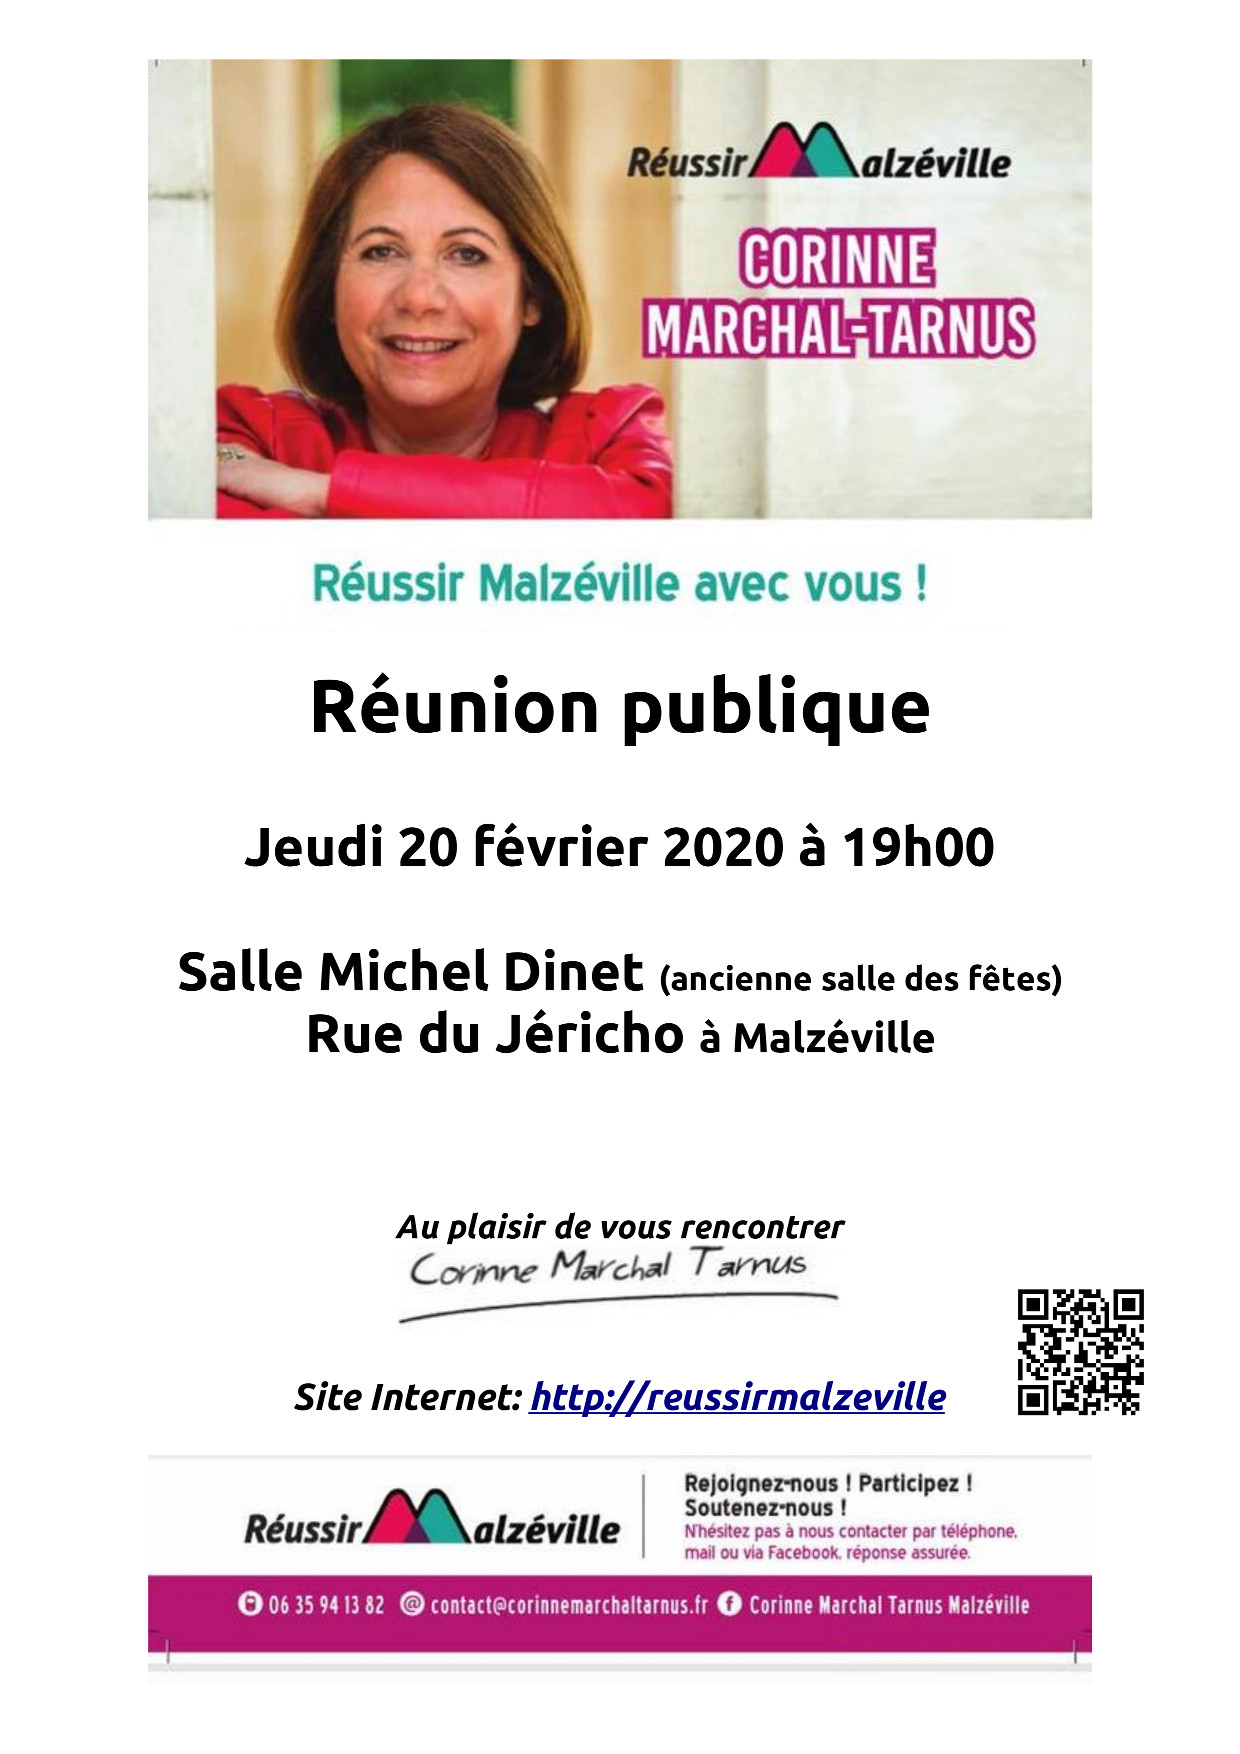 Réussir Malzéville
CORINNE
MARCHAL-TARNUS
Réussir Malzéville avec vous !
Réunion publique
Jeudi 20 février 2020 à 19h00
Salle Michel Dinet (ancienne salle des fêtes)
Rue du Jéricho à Malzéville
Au plaisir de vous rencontrer
Corinne Marchal Tarnus
Site Internet: http://reussirmalzeville
Réussir Malzéville
Rejoignez-nous ! Participez !
Soutenez-nous !
N'hésitez pas à nous contacter par téléphone,
mail ou via Facebook, réponse assurée.
06 35 94 13 82 @ contact@corinnemarchaltarnus.fr f Corinne Marchal Tarnus Malzéville